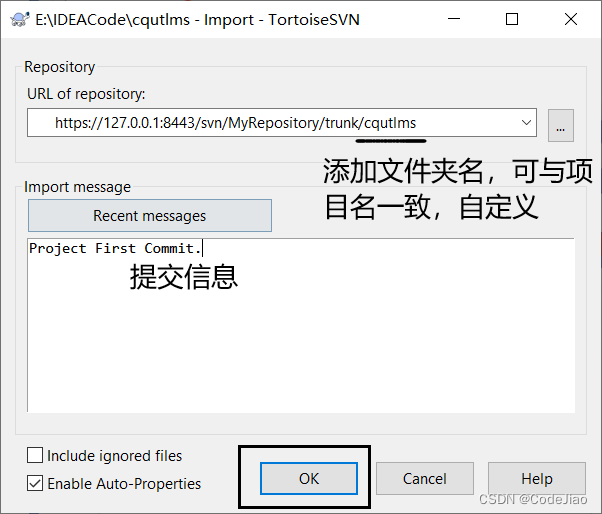 E:\IDEACode\cqutlms - Import - TortoiseSVN
Repository
URL of repository:
https://127.0.0.1:8443/svn/MyRepository/trunk/cqutlms
...
添加文件夹名，可与项
目名一致，自定义
Import message
Recent messages
Project First Commit.
提交信息
Include ignored files
Enable Auto-Properties
OK
Cancel
Help
CSDN @CodeJiao